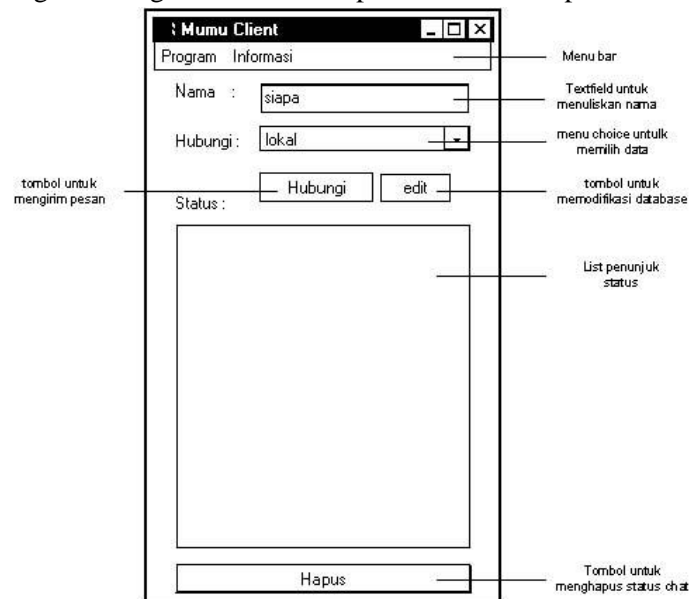 Mumu Client
Program Informasi
Menu bar
Nama :
siapa
Textfield untuk
menuliskan nama
Hubungi :
lokal
menu choice untulk
memilih data
tombol untuk
mengirim pesan
Hubungi
edit
tombol untuk
memodifikasi database
Status :
List penunjuk
status
Hapus
Tombol untuk
menghapus status chat